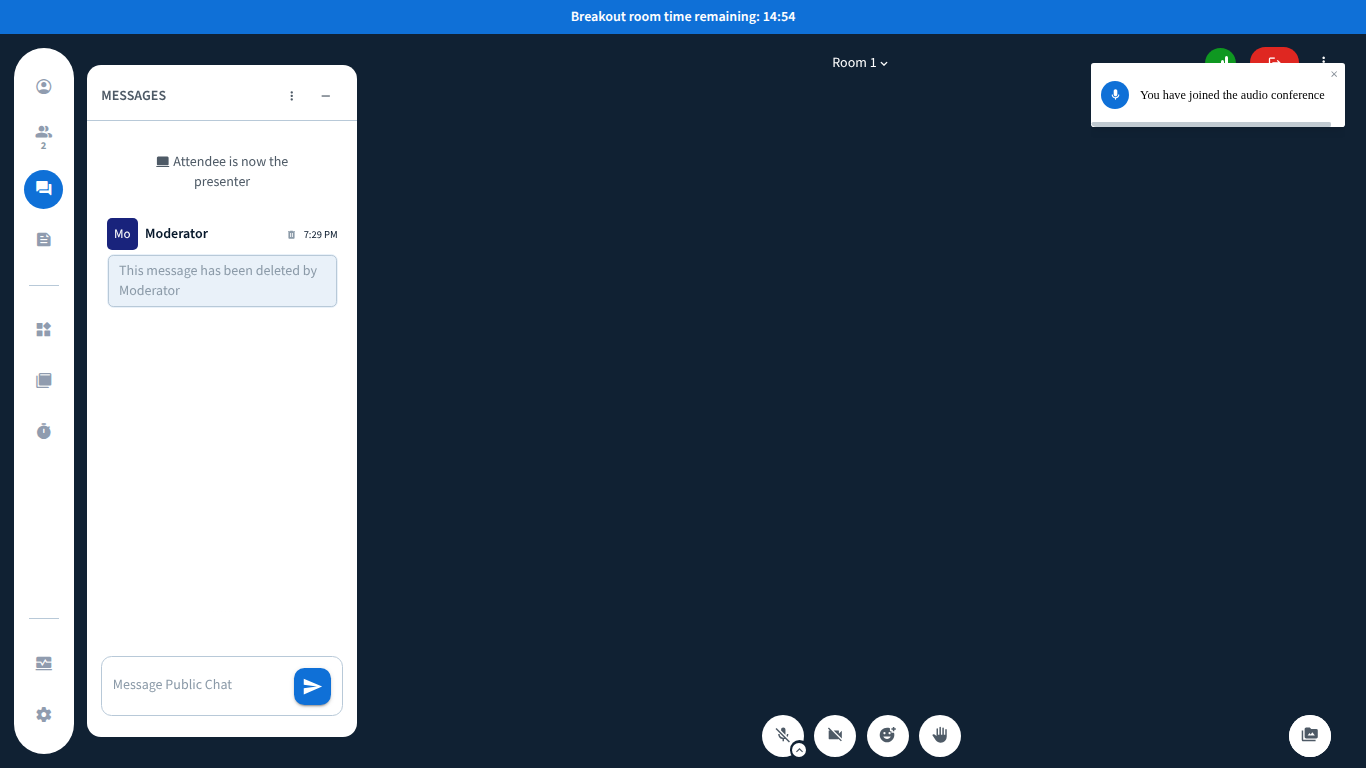 Breakout room time remaining: 14:54
Room 1
You have joined the audio conference
2
MESSAGES
Attendee is now the
presenter
Mo
Moderator
7:29 PM
This message has been deleted by
Moderator
Message Public Chat